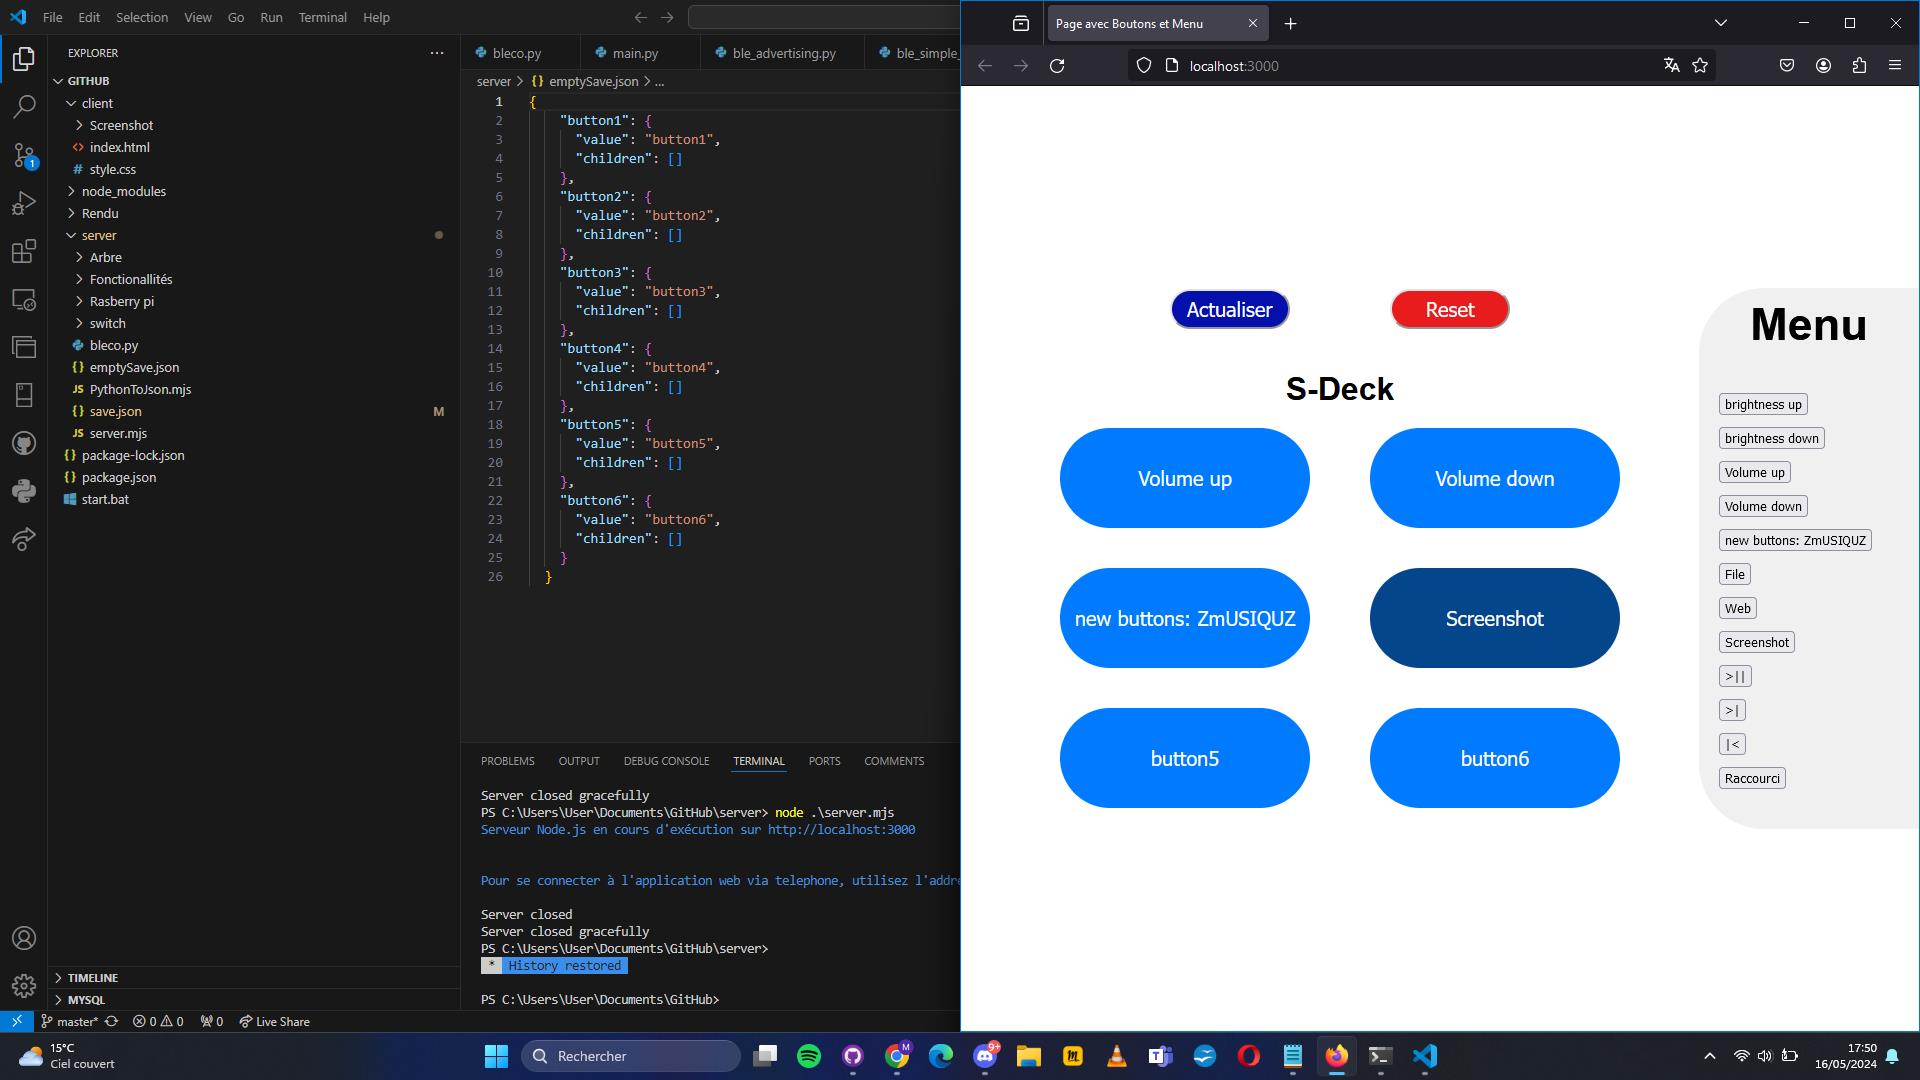 File Edit Selection View Go Run Terminal Help
EXPLORER
GITHUB
client
Screenshot
index.html
# style.css
node_modules
Rendu
server
Arbre
Fonctionallités
Rasberry pi
switch
bleco.py
{} emptySave.json
JS PythonToJson.mjs
{} save.json M
JS server.mjs
{} package-lock.json
{} package.json
start.bat
TIMELINE
MYSQL
bleco.py main.py ble_advertising.py ble_simple_
server > {} emptySave.json > ...
1 {
2 "button1": {
3 "value": "button1",
4 "children": []
5 },
6 "button2": {
7 "value": "button2",
8 "children": []
9 },
10 "button3": {
11 "value": "button3",
12 "children": []
13 },
14 "button4": {
15 "value": "button4",
16 "children": []
17 },
18 "button5": {
19 "value": "button5",
20 "children": []
21 },
22 "button6": {
23 "value": "button6",
24 "children": []
25 }
26 }
PROBLEMS OUTPUT DEBUG CONSOLE TERMINAL PORTS COMMENTS
Server closed gracefully
PS C:\Users\User\Documents\GitHub\server> node .\server.mjs
Serveur Node.js en cours d'exécution sur http://localhost:3000
Pour se connecter à l'application web via telephone, utilisez l'addre
Server closed
Server closed gracefully
PS C:\Users\User\Documents\GitHub\server>
* History restored
PS C:\Users\User\Documents\GitHub>
master* 0 0 0 Live Share
Page avec Boutons et Menu
localhost:3000
Actualiser Reset
S-Deck
Volume up Volume down
new buttons: ZmUSIQUZ Screenshot
button5 button6
Menu
brightness up
brightness down
Volume up
Volume down
new buttons: ZmUSIQUZ
File
Web
Screenshot
>||
>|
|<
Raccourci
15°C
Ciel couvert
Rechercher
M
9+
17:50
16/05/2024